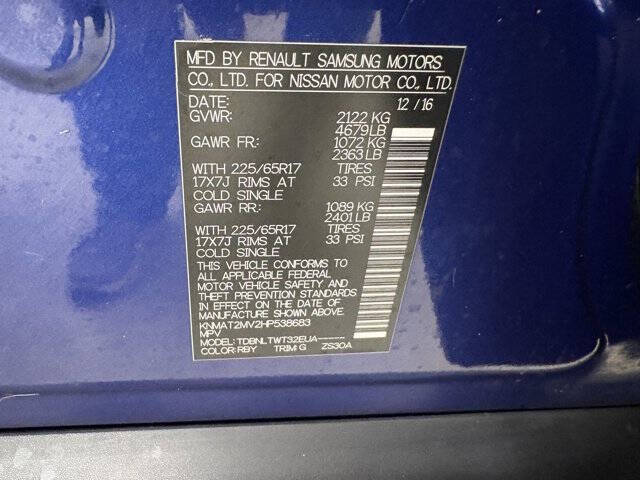 MFD BY RENAULT SAMSUNG MOTORS
CO., LTD. FOR NISSAN MOTOR CO., LTD.
DATE: 12 / 16
GVWR: 2122 KG
4679 LB
GAWR FR: 1072 KG
2363 LB
WITH 225/65R17 TIRES
17X7J RIMS AT 33 PSI
COLD SINGLE
GAWR RR: 1089 KG
2401 LB
WITH 225/65R17 TIRES
17X7J RIMS AT 33 PSI
COLD SINGLE
THIS VEHICLE CONFORMS TO
ALL APPLICABLE FEDERAL
MOTOR VEHICLE SAFETY AND
THEFT PREVENTION STANDARDS
IN EFFECT ON THE DATE OF
MANUFACTURE SHOWN ABOVE.
KNMAT2MV2HP538683
MPV
MODEL: TDBNLTWT32EUA------
COLOR:RBY TRIM:G ZS30A